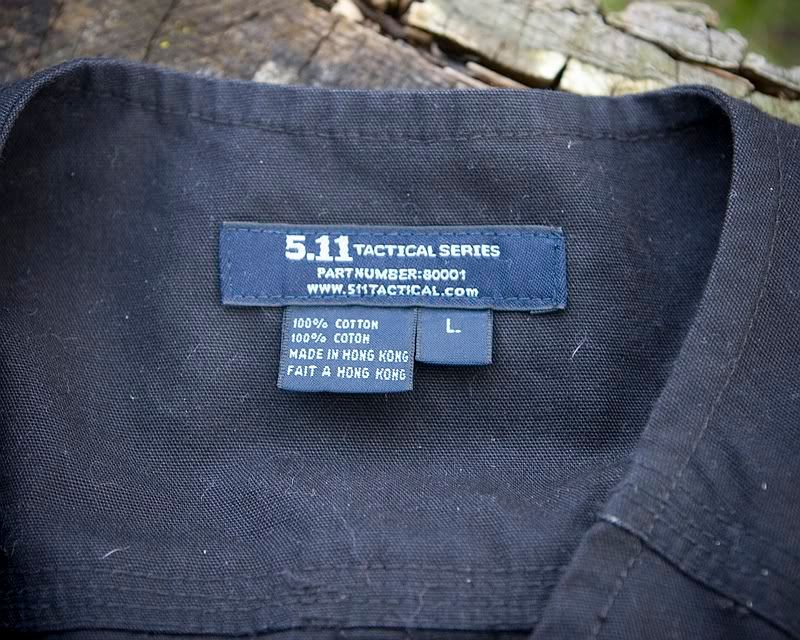 5.11 TACTICAL SERIES
PART NUMBER:80001
WWW.511TACTICAL.COM
100% COTTON
100% COTON
MADE IN HONG KONG
FAIT A HONG KONG
L